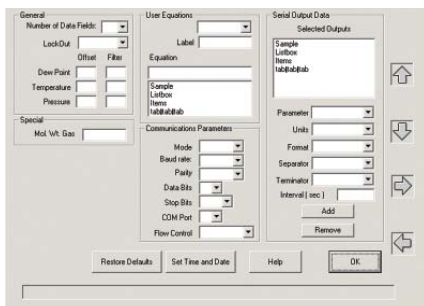 General
Number of Data Fields:
LockOut
Offset Filter
Dew Point
Temperature
Pressure
Special
Mol. Wt. Gas
User Equations
Label
Equation
Sample
Listbox
Items
tab#tab#tab
Communications Parameters
Mode
Baud rate:
Parity
Data Bits
Stop Bits
COM Port
Flow Control
Serial Output Data
Selected Outputs
Sample
Listbox
Items
tab#tab#tab
Parameter
Units
Format
Separator
Terminator
Interval ( sec )
Add
Remove
Restore Defaults
Set Time and Date
Help
OK